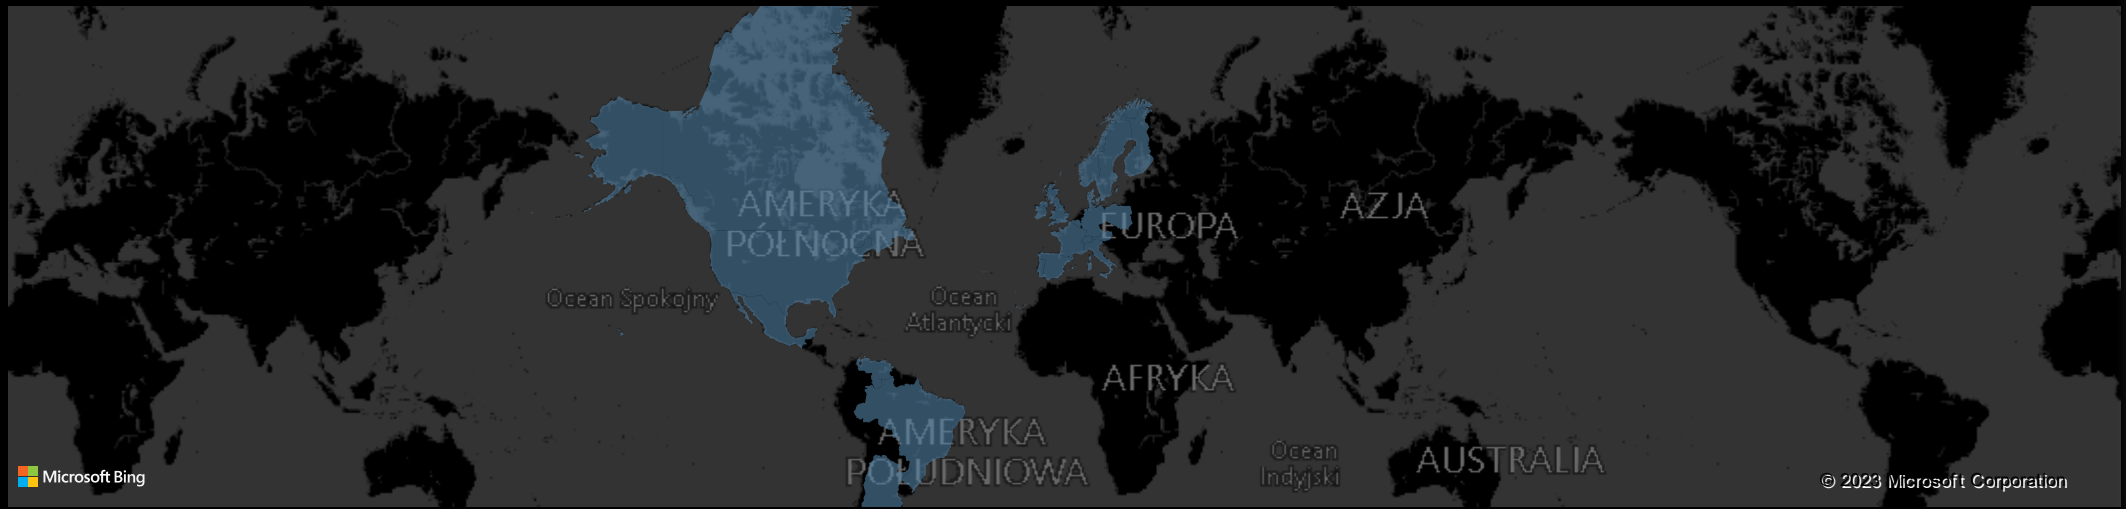 AMERYKA
PÓŁNOCNA
EUROPA
AZJA
Ocean Spokojny
Ocean
Atlantycki
AFRYKA
AMERYKA
POŁUDNIOWA
Ocean
Indyjski
AUSTRALIA
Microsoft Bing
© 2023 Microsoft Corporation